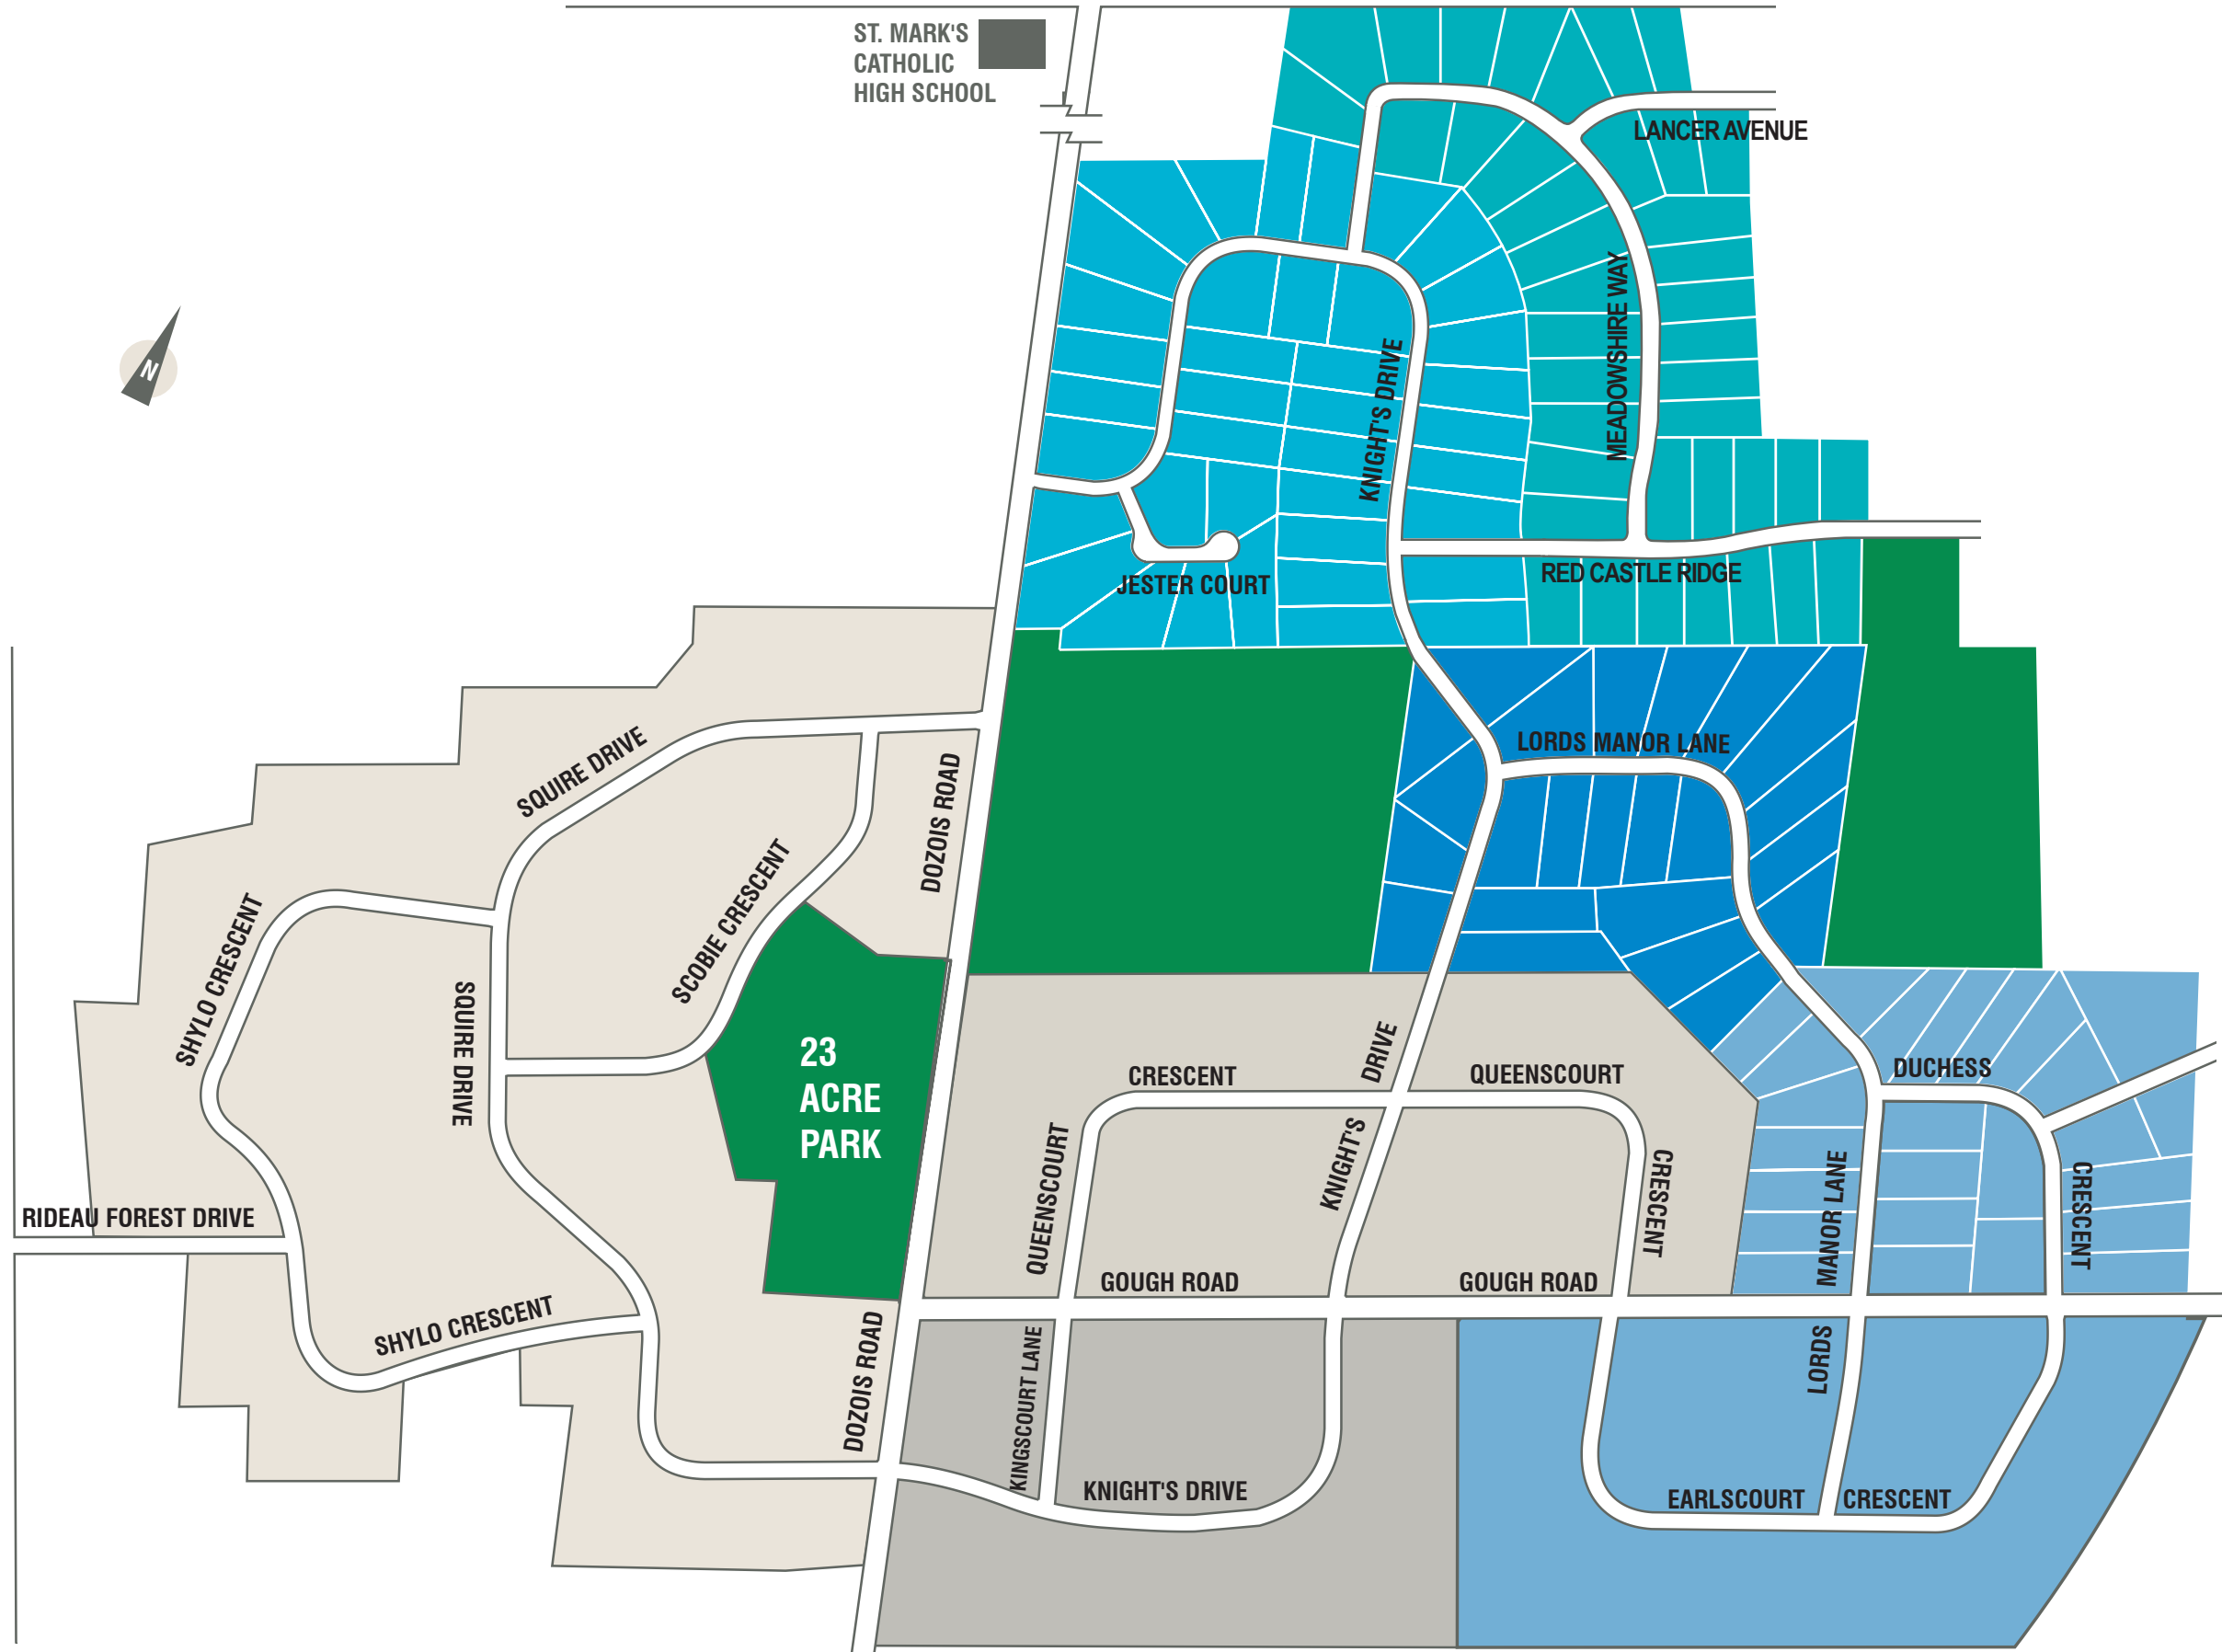 ST. MARK'S
CATHOLIC
HIGH SCHOOL
LANCER AVENUE
N
MEADOWSHIRE WAY
KNIGHT'S DRIVE
JESTER COURT
RED CASTLE RIDGE
SQUIRE DRIVE
LORDS MANOR LANE
DOZOIS ROAD
SCOBIE CRESCENT
SHYLO CRESCENT
SQUIRE DRIVE
23
ACRE
PARK
DRIVE
CRESCENT
QUEENSCOURT
DUCHESS
QUEENSCOURT
KNIGHT'S
CRESCENT
MANOR LANE
CRESCENT
RIDEAU FOREST DRIVE
GOUGH ROAD
GOUGH ROAD
SHYLO CRESCENT
DOZOIS ROAD
KINGSCOURT LANE
LORDS
KNIGHT'S DRIVE
EARLSCOURT
CRESCENT